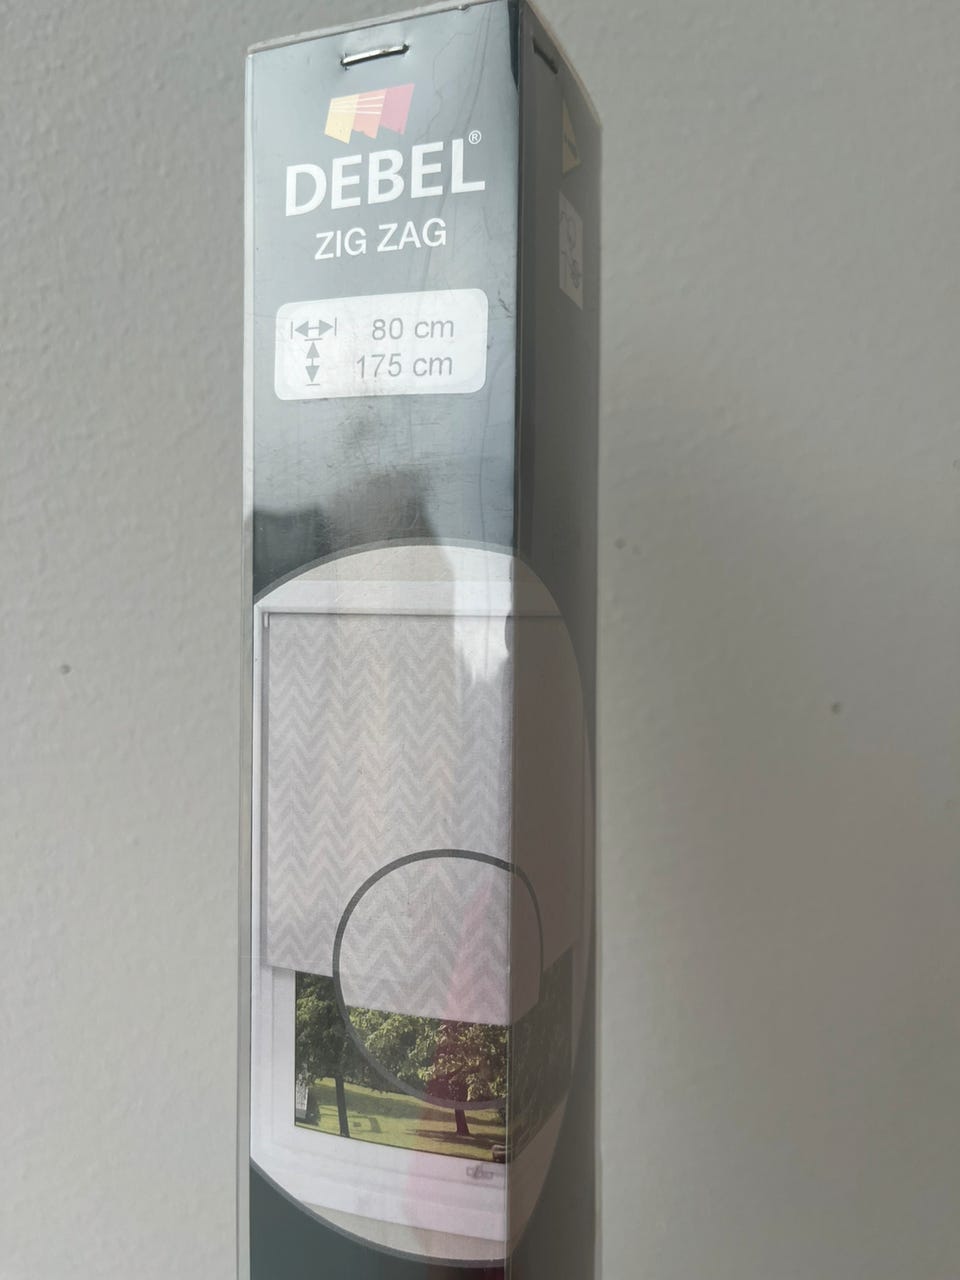 DEBEL®
ZIG ZAG
80 cm
175 cm